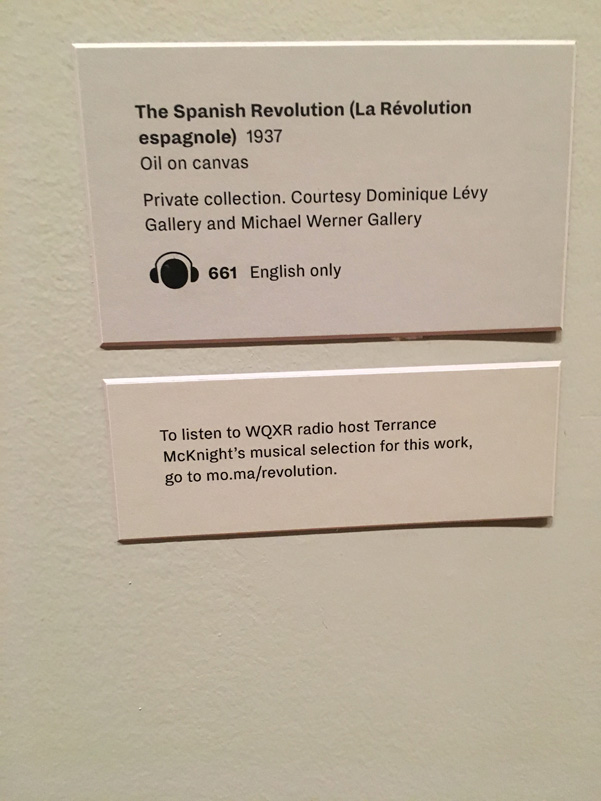 The Spanish Revolution (La Révolution
espagnole) 1937
Oil on canvas
Private collection. Courtesy Dominique Lévy
Gallery and Michael Werner Gallery
661 English only
To listen to WQXR radio host Terrance
McKnight's musical selection for this work,
go to mo.ma/revolution.